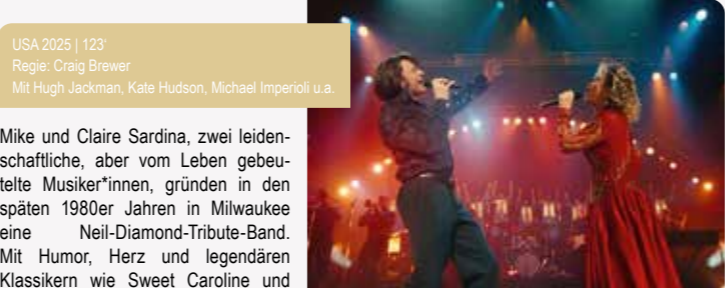 USA 2025 | 123‘
Regie: Craig Brewer
Mit Hugh Jackman, Kate Hudson, Michael Imperioli u.a.
Mike und Claire Sardina, zwei leiden-
schaftliche, aber vom Leben gebeu-
telte Musiker*innen, gründen in den
späten 1980er Jahren in Milwaukee
eine Neil-Diamond-Tribute-Band.
Mit Humor, Herz und legendären
Klassikern wie Sweet Caroline und